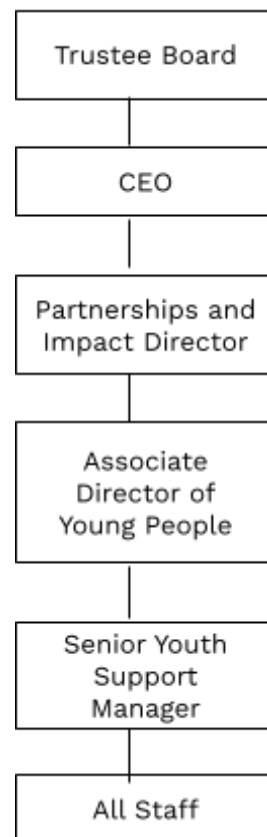 Trustee Board
CEO
Partnerships and
Impact Director
Associate
Director of
Young People
Senior Youth
Support
Manager
All Staff